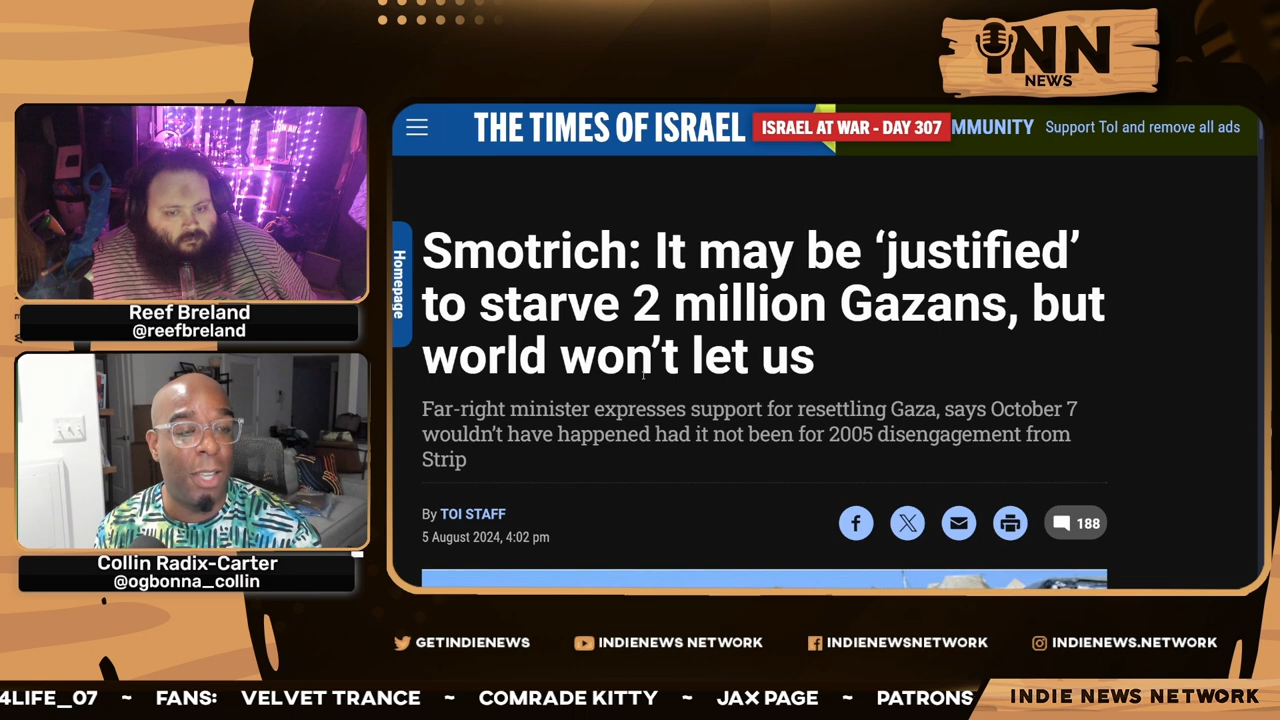 iNN
NEWS
THE TIMES OF ISRAEL
ISRAEL AT WAR - DAY 307
MMUNITY
Support ToI and remove all ads
Homepage
Smotrich: It may be ‘justified’
to starve 2 million Gazans, but
world won’t let us
Far-right minister expresses support for resettling Gaza, says October 7
wouldn’t have happened had it not been for 2005 disengagement from
Strip
By TOI STAFF
5 August 2024, 4:02 pm
188
Reef Breland
@reefbreland
Collin Radix-Carter
@ogbonna_collin
GETINDIENEWS
INDIENEWS NETWORK
INDIENEWSNETWORK
INDIENEWS.NETWORK
4LIFE_07 ~ FANS: VELVET TRANCE ~ COMRADE KITTY ~ JAX PAGE ~ PATRONS
INDIE NEWS NETWORK